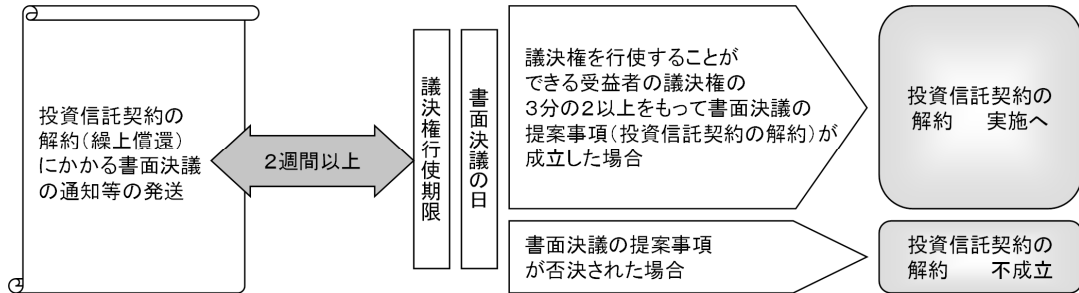 投資信託契約の
解約(繰上償還)
にかかる書面決議
の通知等の発送
2週間以上
議決権行使期限
書面決議の日
議決権を行使することが
できる受益者の議決権の
3分の2以上をもって書面決議の
提案事項(投資信託契約の解約)が
成立した場合
投資信託契約の
解約　実施へ
書面決議の提案事項
が否決された場合
投資信託契約の
解約　不成立